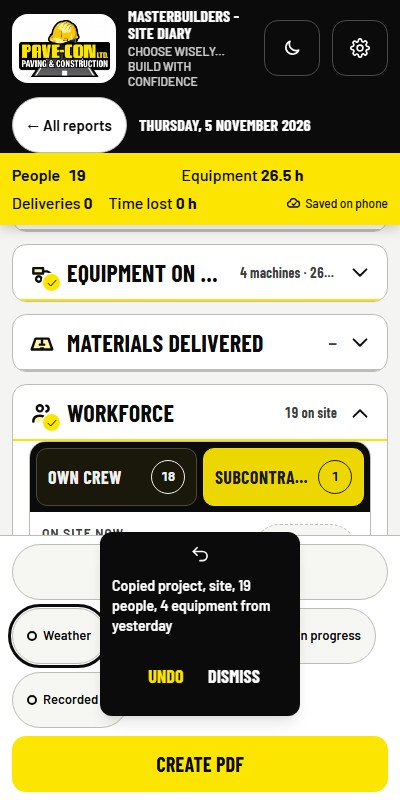 PAVE-CON LTD.
PAVING & CONSTRUCTION
MASTERBUILDERS -
SITE DIARY
CHOOSE WISELY...
BUILD WITH
CONFIDENCE
← All reports
THURSDAY, 5 NOVEMBER 2026
People 19
Equipment 26.5 h
Deliveries 0 Time lost 0 h
Saved on phone
EQUIPMENT ON ...
4 machines · 26...
MATERIALS DELIVERED
–
WORKFORCE
19 on site
OWN CREW 18
SUBCONTRA... 1
ON SITE NOW
Copied project, site, 19
people, 4 equipment from
yesterday
UNDO DISMISS
Weather
n progress
Recorded
CREATE PDF